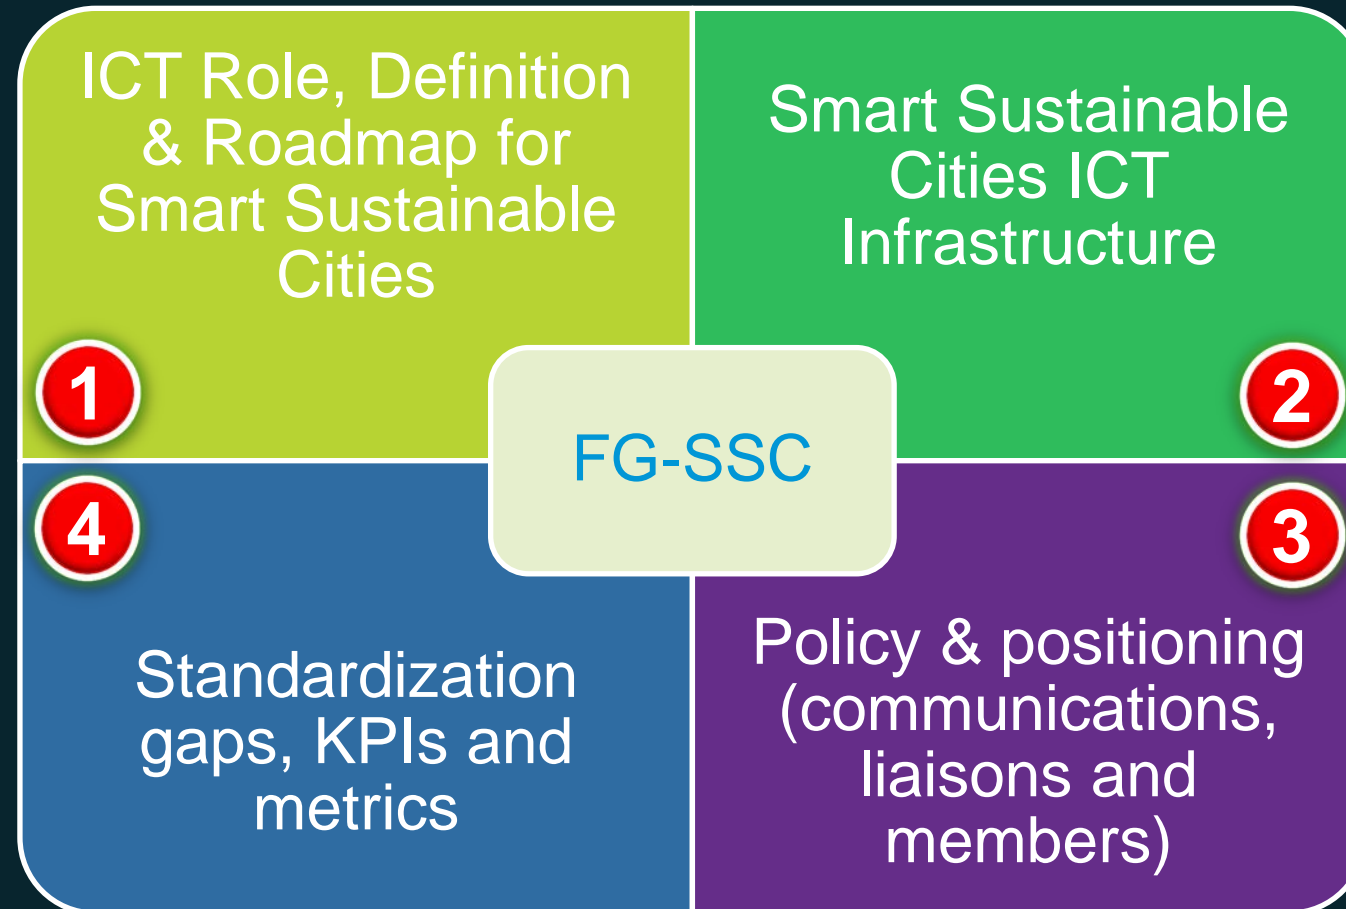 ICT Role, Definition
& Roadmap for
Smart Sustainable
Cities
1
Smart Sustainable
Cities ICT
Infrastructure
2
FG-SSC
4
Standardization
gaps, KPIs and
metrics
3
Policy & positioning
(communications,
liaisons and
members)